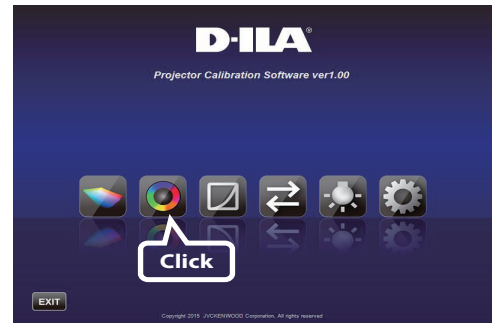 D-ILA®
Projector Calibration Software ver1.00
Click
EXIT
Copyright 2015 JVCKENWOOD Corporation, All rights reserved